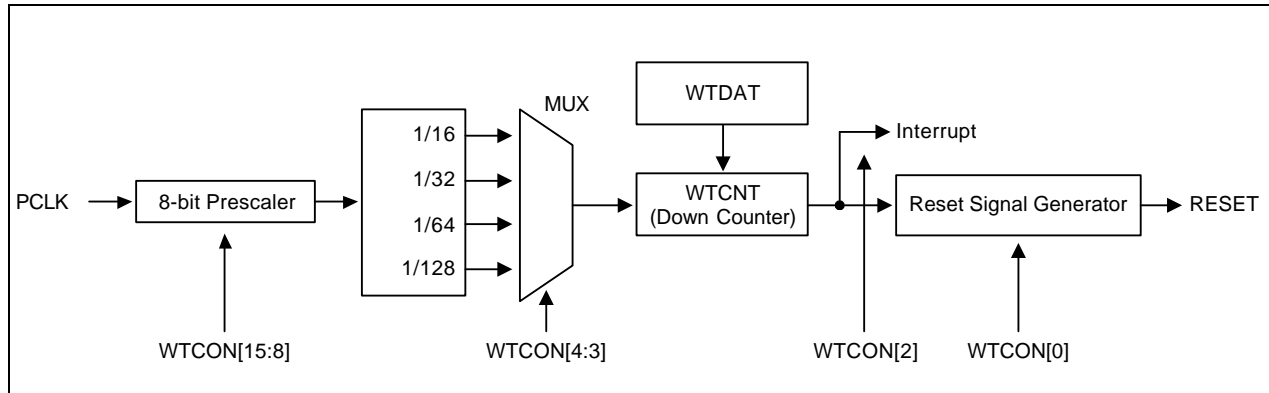 WTDAT
MUX
Interrupt
1/16
1/32
1/64
1/128
PCLK
8-bit Prescaler
WTCNT
(Down Counter)
Reset Signal Generator
RESET
WTCON[15:8]
WTCON[4:3]
WTCON[2]
WTCON[0]